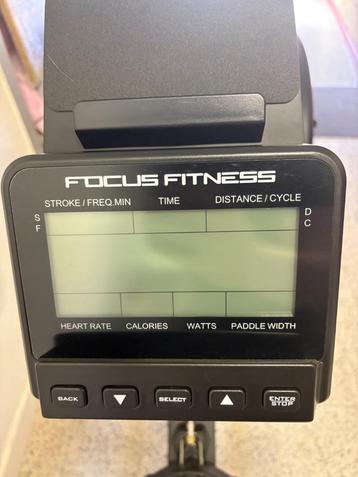 FOCUS FITNESS
STROKE / FREQ.MIN TIME DISTANCE / CYCLE
S D
F C
HEART RATE CALORIES WATTS PADDLE WIDTH
BACK SELECT ENTER
STOP